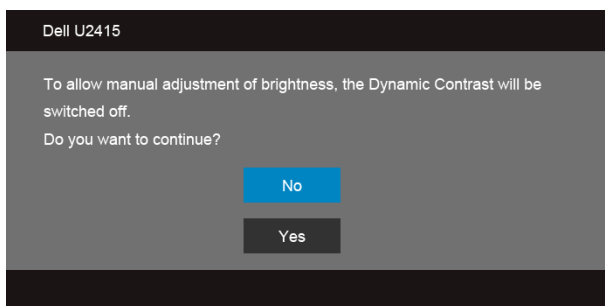 Dell U2415
To allow manual adjustment of brightness, the Dynamic Contrast will be
switched off.
Do you want to continue?
No
Yes